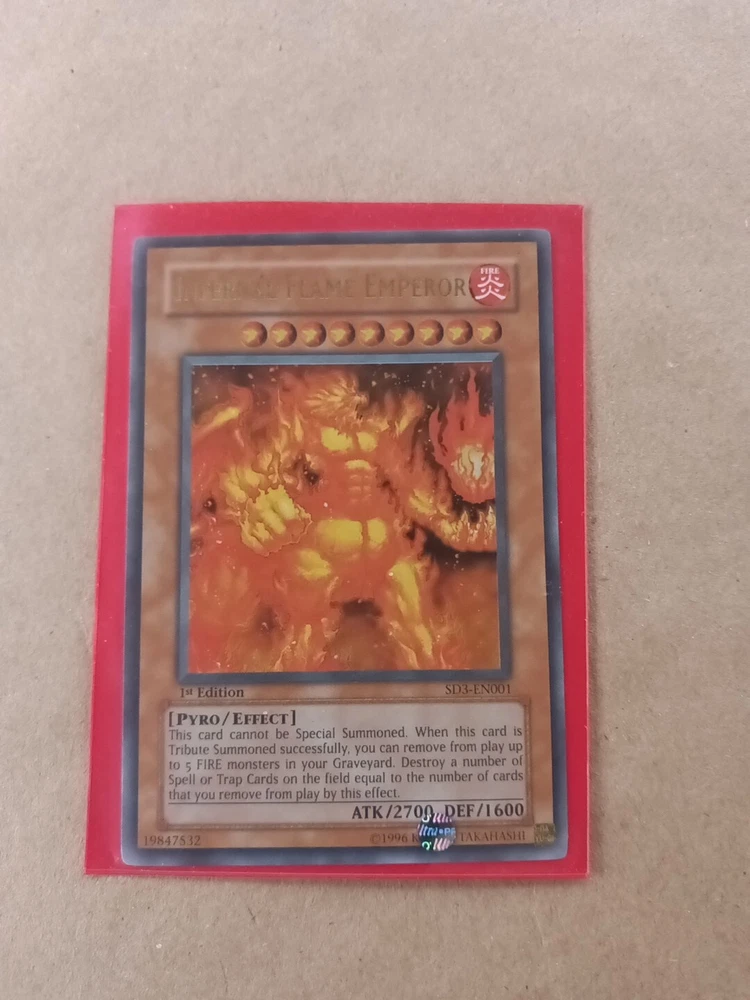 FLAME EMPEROR
FIRE
炎
1st Edition
SD3-EN001
[PYRO/EFFECT]
This card cannot be Special Summoned. When this card is
Tribute Summoned successfully, you can remove from play up
to 5 FIRE monsters in your Graveyard. Destroy a number of
Spell or Trap Cards on the field equal to the number of cards
that you remove from play by this effect.
ATK/2700 DEF/1600
19847532
©1996 TAKAHASHI